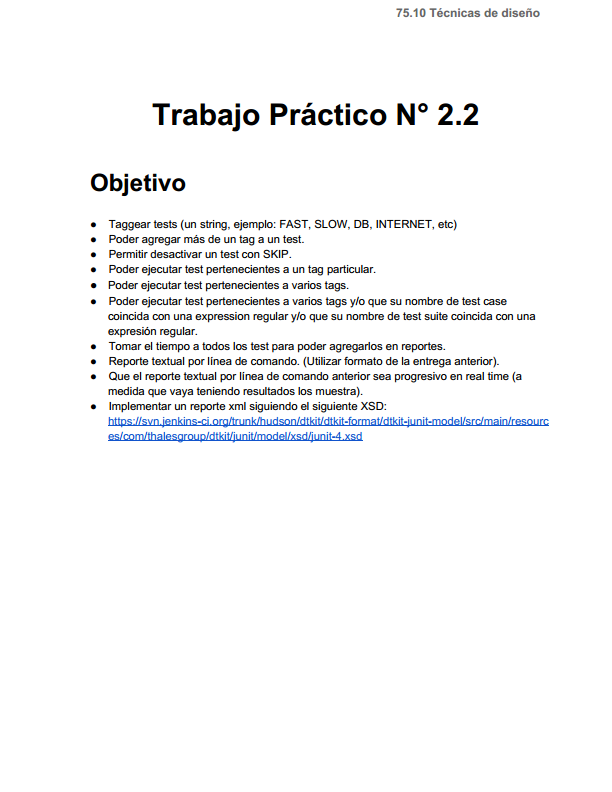 75.10 Técnicas de diseño
Trabajo Práctico N° 2.2
Objetivo
● Taggear tests (un string, ejemplo: FAST, SLOW, DB, INTERNET, etc)
● Poder agregar más de un tag a un test.
● Permitir desactivar un test con SKIP.
● Poder ejecutar test pertenecientes a un tag particular.
● Poder ejecutar test pertenecientes a varios tags.
● Poder ejecutar test pertenecientes a varios tags y/o que su nombre de test case
coincida con una expression regular y/o que su nombre de test suite coincida con una
expresión regular.
● Tomar el tiempo a todos los test para poder agregarlos en reportes.
● Reporte textual por línea de comando. (Utilizar formato de la entrega anterior).
● Que el reporte textual por línea de comando anterior sea progresivo en real time (a
medida que vaya teniendo resultados los muestra).
● Implementar un reporte xml siguiendo el siguiente XSD:
https://svn.jenkins-ci.org/trunk/hudson/dtkit/dtkit-format/dtkit-junit-model/src/main/resourc
es/com/thalesgroup/dtkit/junit/model/xsd/junit-4.xsd